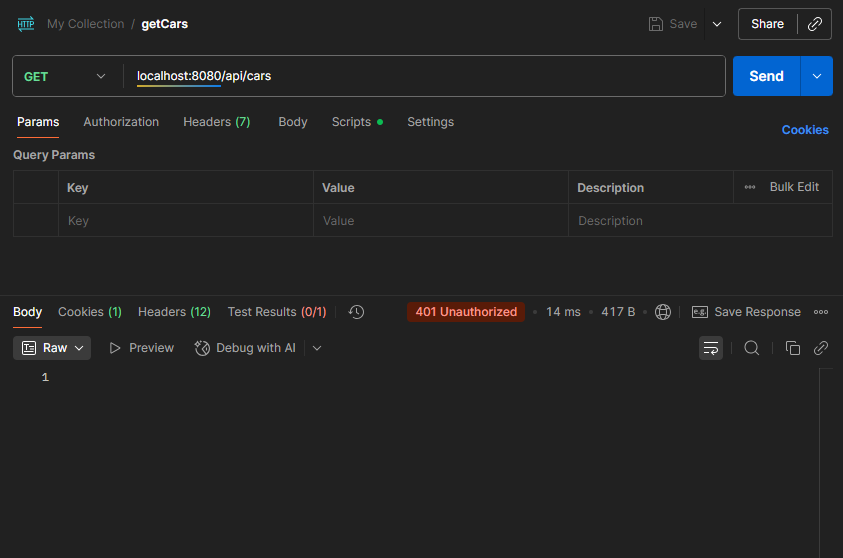 HTTP My Collection / getCars Save Share
GET localhost:8080/api/cars Send
Params Authorization Headers (7) Body Scripts Settings Cookies
Query Params
Key Value Description Bulk Edit
Key Value Description
Body Cookies (1) Headers (12) Test Results (0/1) 401 Unauthorized 14 ms 417 B e.g. Save Response
Raw Preview Debug with AI
1